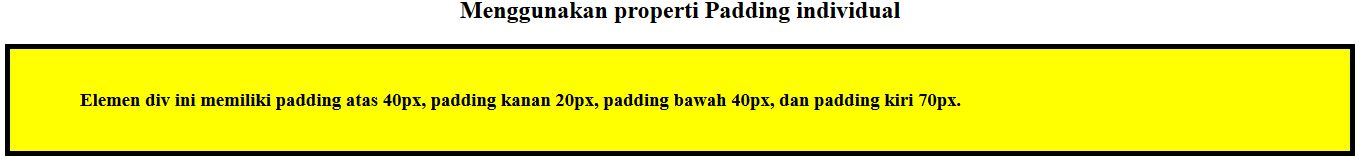 Menggunakan properti Padding individual
Elemen div ini memiliki padding atas 40px, padding kanan 20px, padding bawah 40px, dan padding kiri 70px.